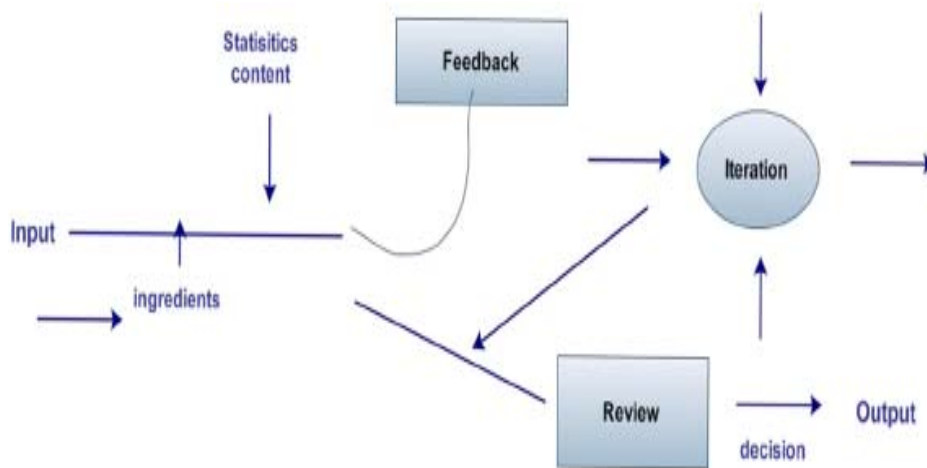 Statisitics
content
Feedback
Iteration
Input
ingredients
Review
Output
decision